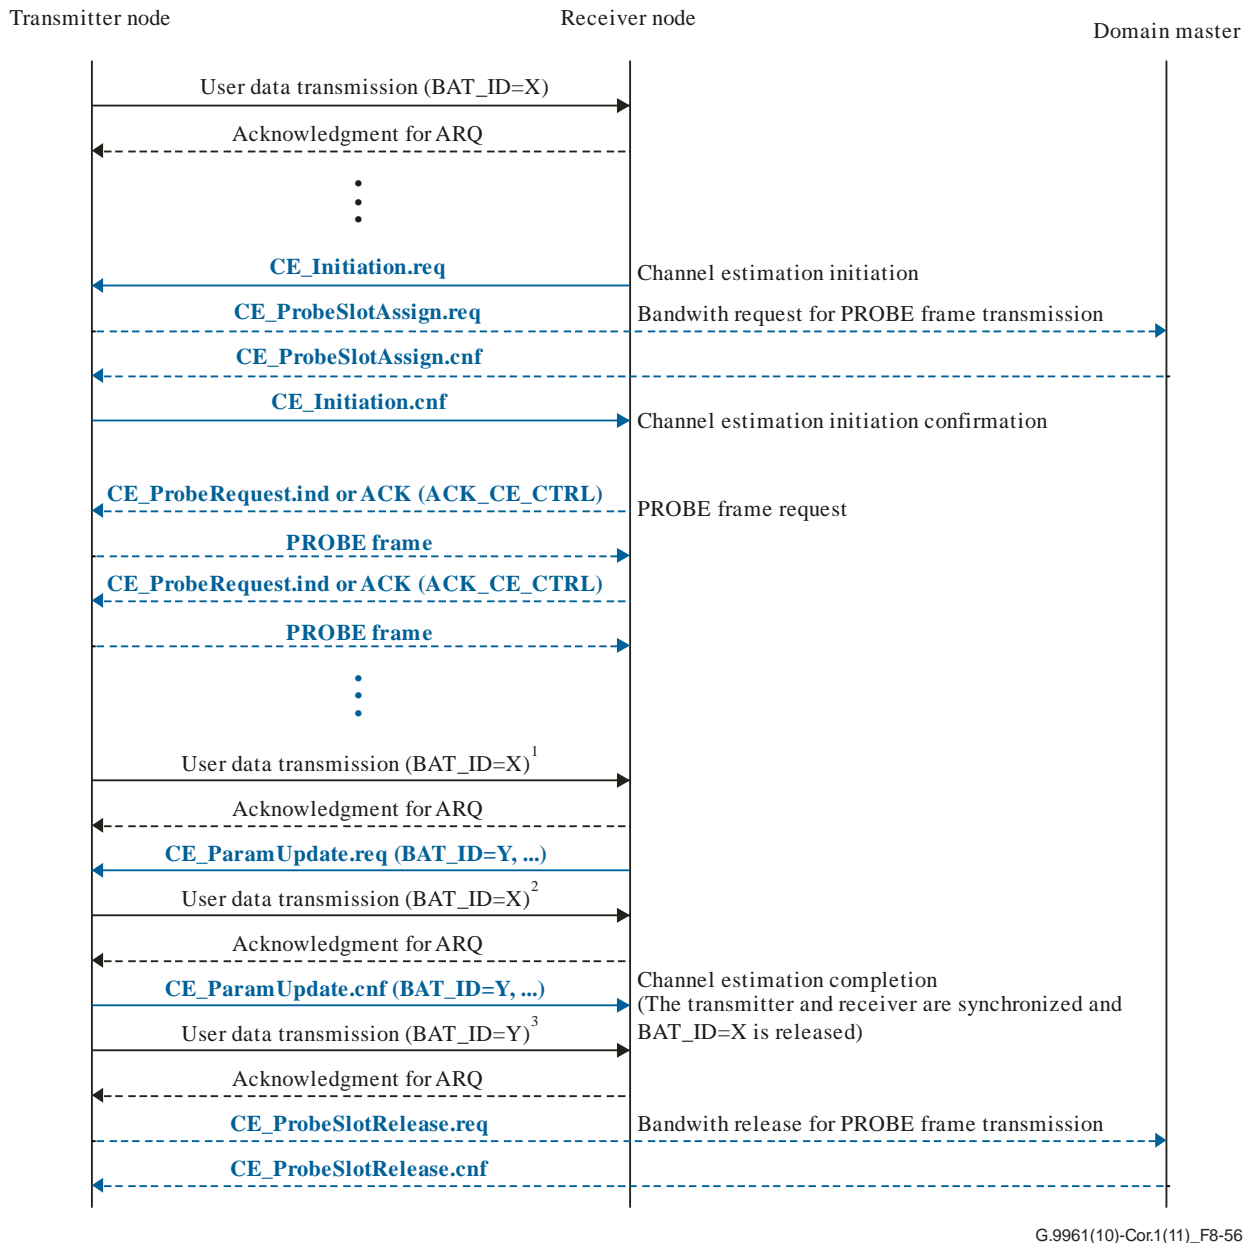 Transmitter node
Receiver node
Domain master
User data transmission (BAT_ID=X)
Acknowledgment for ARQ
CE_Initiation.req
Channel estimation initiation
CE_ProbeSlotAssign.req
Bandwith request for PROBE frame transmission
CE_ProbeSlotAssign.cnf
CE_Initiation.cnf
Channel estimation initiation confirmation
CE_ProbeRequest.ind or ACK (ACK_CE_CTRL)
PROBE frame request
PROBE frame
CE_ProbeRequest.ind or ACK (ACK_CE_CTRL)
PROBE frame
User data transmission (BAT_ID=X)1
Acknowledgment for ARQ
CE_ParamUpdate.req (BAT_ID=Y, ...)
User data transmission (BAT_ID=X)2
Acknowledgment for ARQ
CE_ParamUpdate.cnf (BAT_ID=Y, ...)
Channel estimation completion
(The transmitter and receiver are synchronized and
BAT_ID=X is released)
User data transmission (BAT_ID=Y)3
Acknowledgment for ARQ
CE_ProbeSlotRelease.req
Bandwith release for PROBE frame transmission
CE_ProbeSlotRelease.cnf
G.9961(10)-Cor.1(11)_F8-56